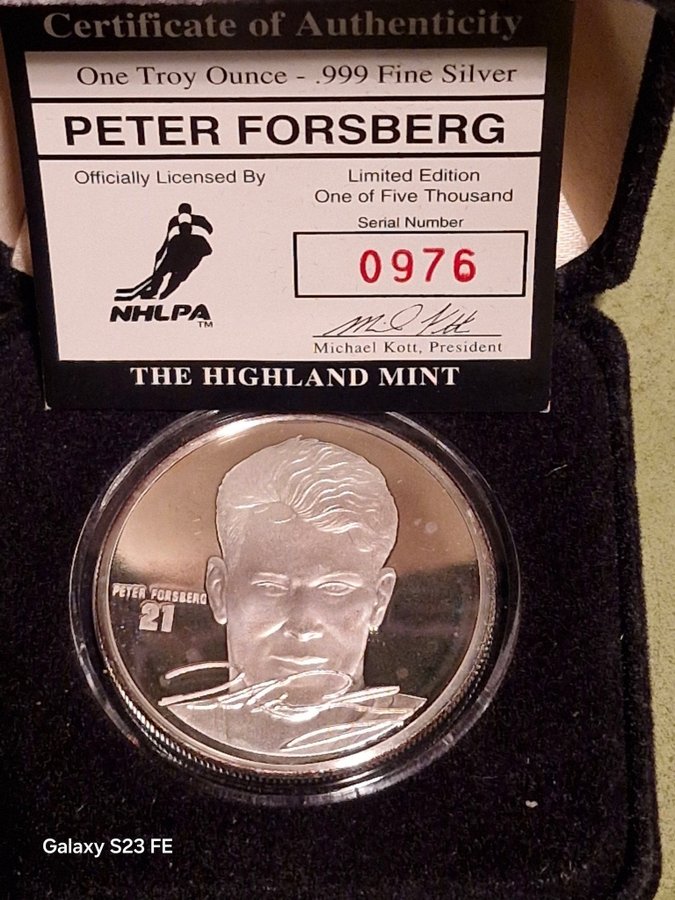 Certificate of Authenticity
One Troy Ounce - .999 Fine Silver
PETER FORSBERG
Officially Licensed By
NHLPA
TM
Limited Edition
One of Five Thousand
Serial Number
0976
Michael Kott, President
THE HIGHLAND MINT
PETER FORSBERG
21
Galaxy S23 FE